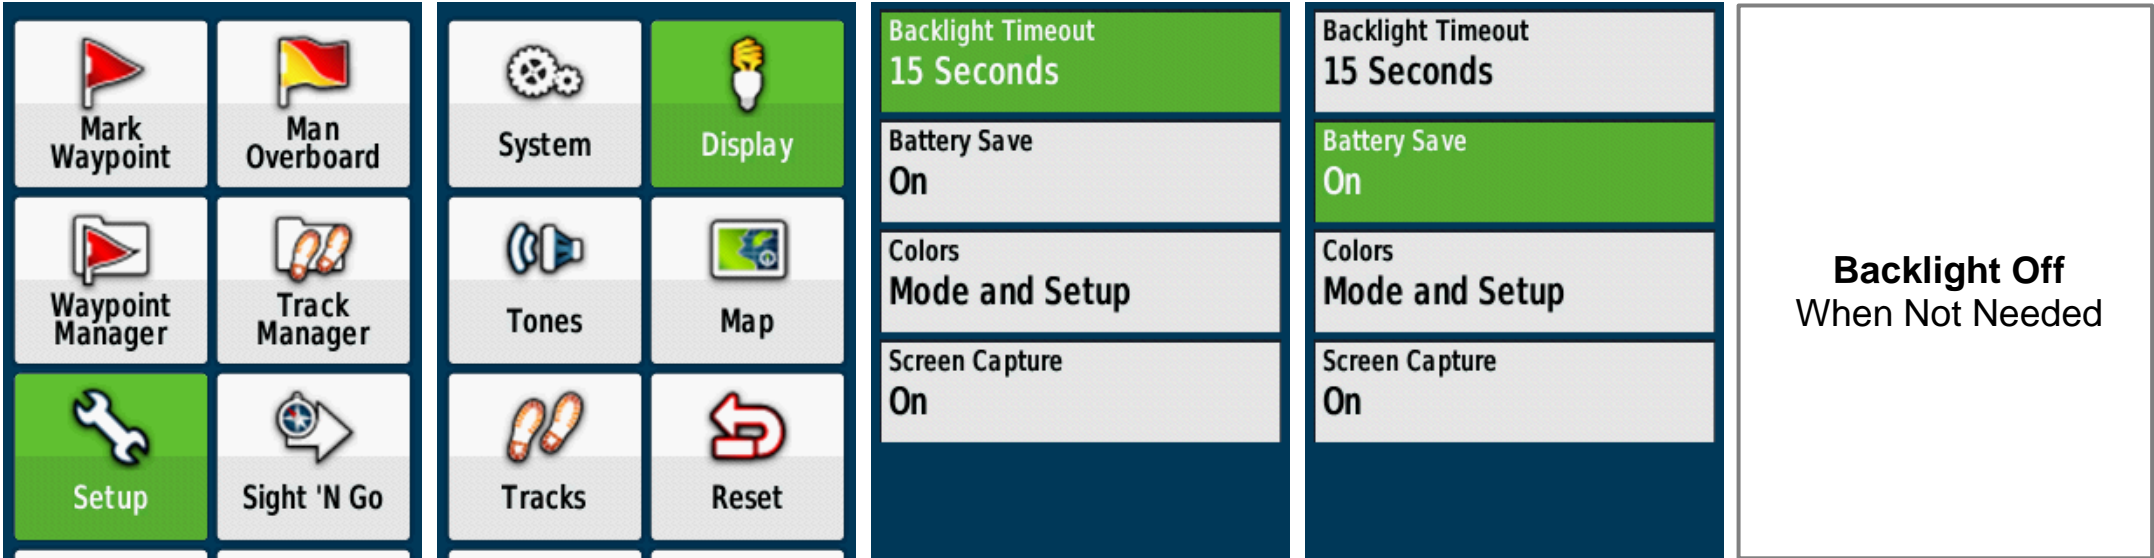 Mark
Waypoint
Man
Overboard
Waypoint
Manager
Track
Manager
Setup
Sight 'N Go
System
Display
Tones
Map
Tracks
Reset
Backlight Timeout
15 Seconds
Battery Save
On
Colors
Mode and Setup
Screen Capture
On
Backlight Timeout
15 Seconds
Battery Save
On
Colors
Mode and Setup
Screen Capture
On
Backlight Off
When Not Needed